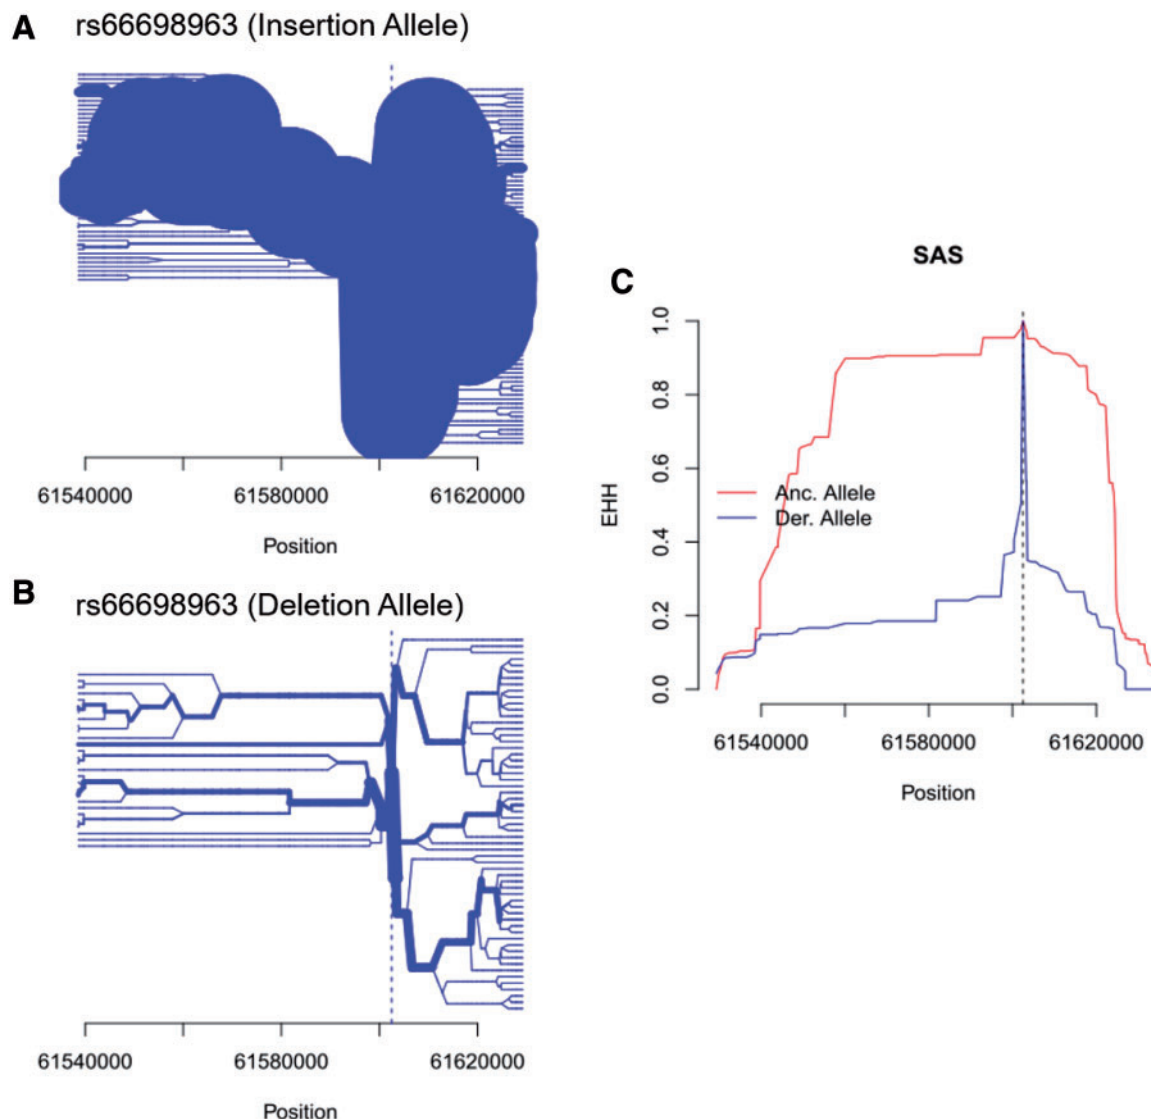 A
rs66698963 (Insertion Allele)
61540000 61580000 61620000
Position
B
rs66698963 (Deletion Allele)
61540000 61580000 61620000
Position
C
SAS
EHH
1.0
0.8
0.6
0.4
0.2
0.0
Anc. Allele
Der. Allele
61540000 61580000 61620000
Position